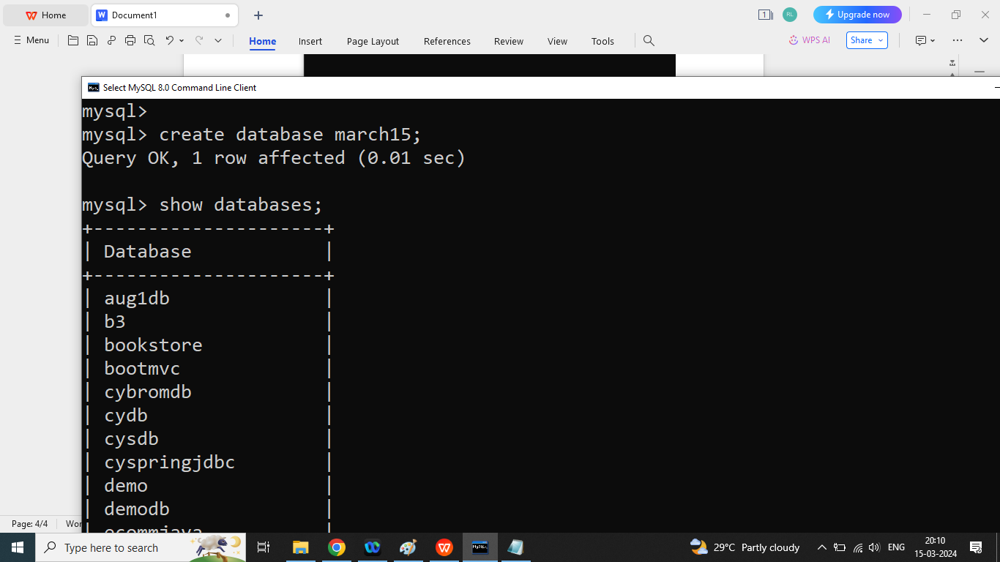 Home
Document1
1
RL
Upgrade now
Menu
Home
Insert
Page Layout
References
Review
View
Tools
WPS AI
Share
Select MySQL 8.0 Command Line Client
mysql>
mysql> create database march15;
Query OK, 1 row affected (0.01 sec)
mysql> show databases;
+---------------------+
| Database            |
+---------------------+
| aug1db              |
| b3                  |
| bookstore           |
| bootmvc             |
| cybromdb            |
| cydb                |
| cysdb               |
| cyspringjdbc        |
| demo                |
| demodb              |
| ecommjava           |
Page: 4/4
Type here to search
29°C Partly cloudy
ENG
20:10
15-03-2024